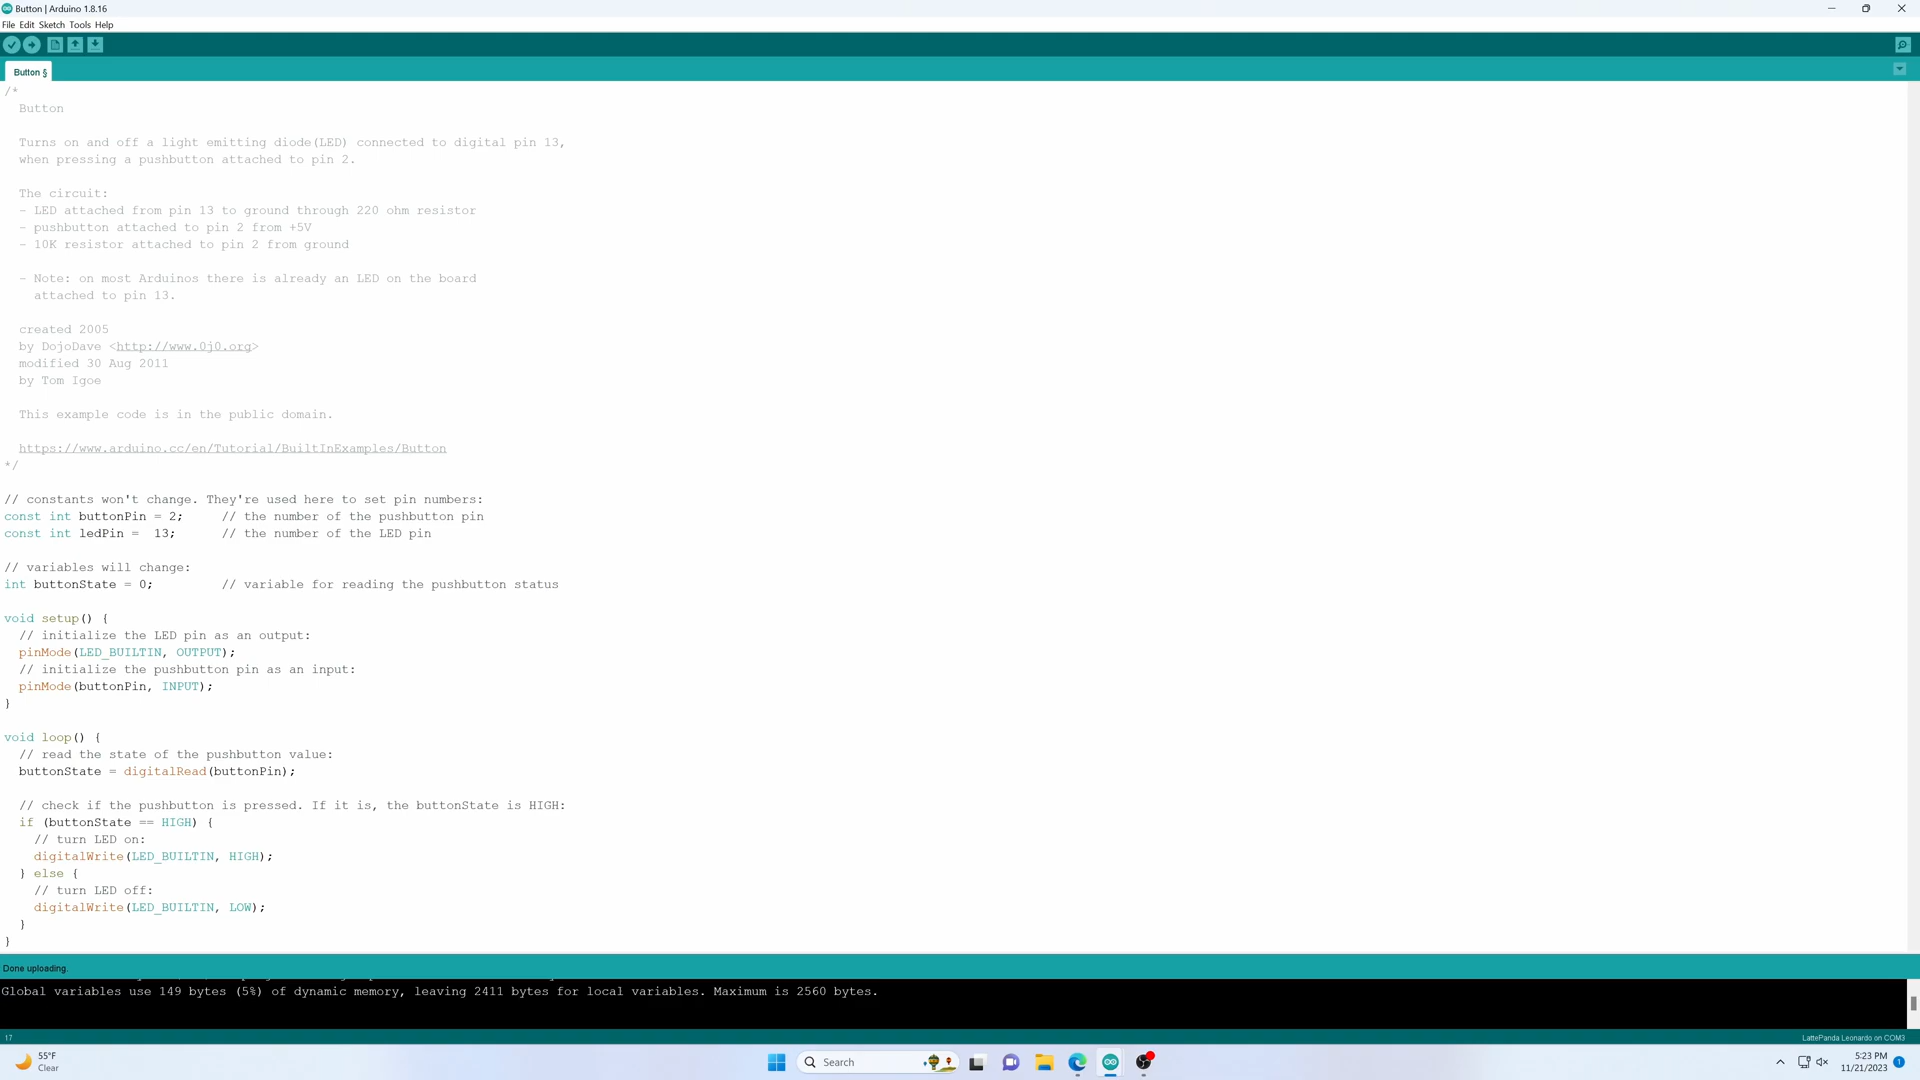 Button | Arduino 1.8.16
File Edit Sketch Tools Help
Button §
/*
Button
Turns on and off a light emitting diode(LED) connected to digital pin 13,
when pressing a pushbutton attached to pin 2.
The circuit:
- LED attached from pin 13 to ground through 220 ohm resistor
- pushbutton attached to pin 2 from +5V
- 10K resistor attached to pin 2 from ground
- Note: on most Arduinos there is already an LED on the board
attached to pin 13.
created 2005
by DojoDave <http://www.0j0.org>
modified 30 Aug 2011
by Tom Igoe
This example code is in the public domain.
https://www.arduino.cc/en/Tutorial/BuiltInExamples/Button
*/
// constants won't change. They're used here to set pin numbers:
const int buttonPin = 2;     // the number of the pushbutton pin
const int ledPin =  13;      // the number of the LED pin
// variables will change:
int buttonState = 0;         // variable for reading the pushbutton status
void setup() {
// initialize the LED pin as an output:
pinMode(LED_BUILTIN, OUTPUT);
// initialize the pushbutton pin as an input:
pinMode(buttonPin, INPUT);
}
void loop() {
// read the state of the pushbutton value:
buttonState = digitalRead(buttonPin);
// check if the pushbutton is pressed. If it is, the buttonState is HIGH:
if (buttonState == HIGH) {
// turn LED on:
digitalWrite(LED_BUILTIN, HIGH);
} else {
// turn LED off:
digitalWrite(LED_BUILTIN, LOW);
}
}
Done uploading.
Global variables use 149 bytes (5%) of dynamic memory, leaving 2411 bytes for local variables. Maximum is 2560 bytes.
17
LattePanda Leonardo on COM3
55°F
Clear
Search
5:23 PM
11/21/2023
1